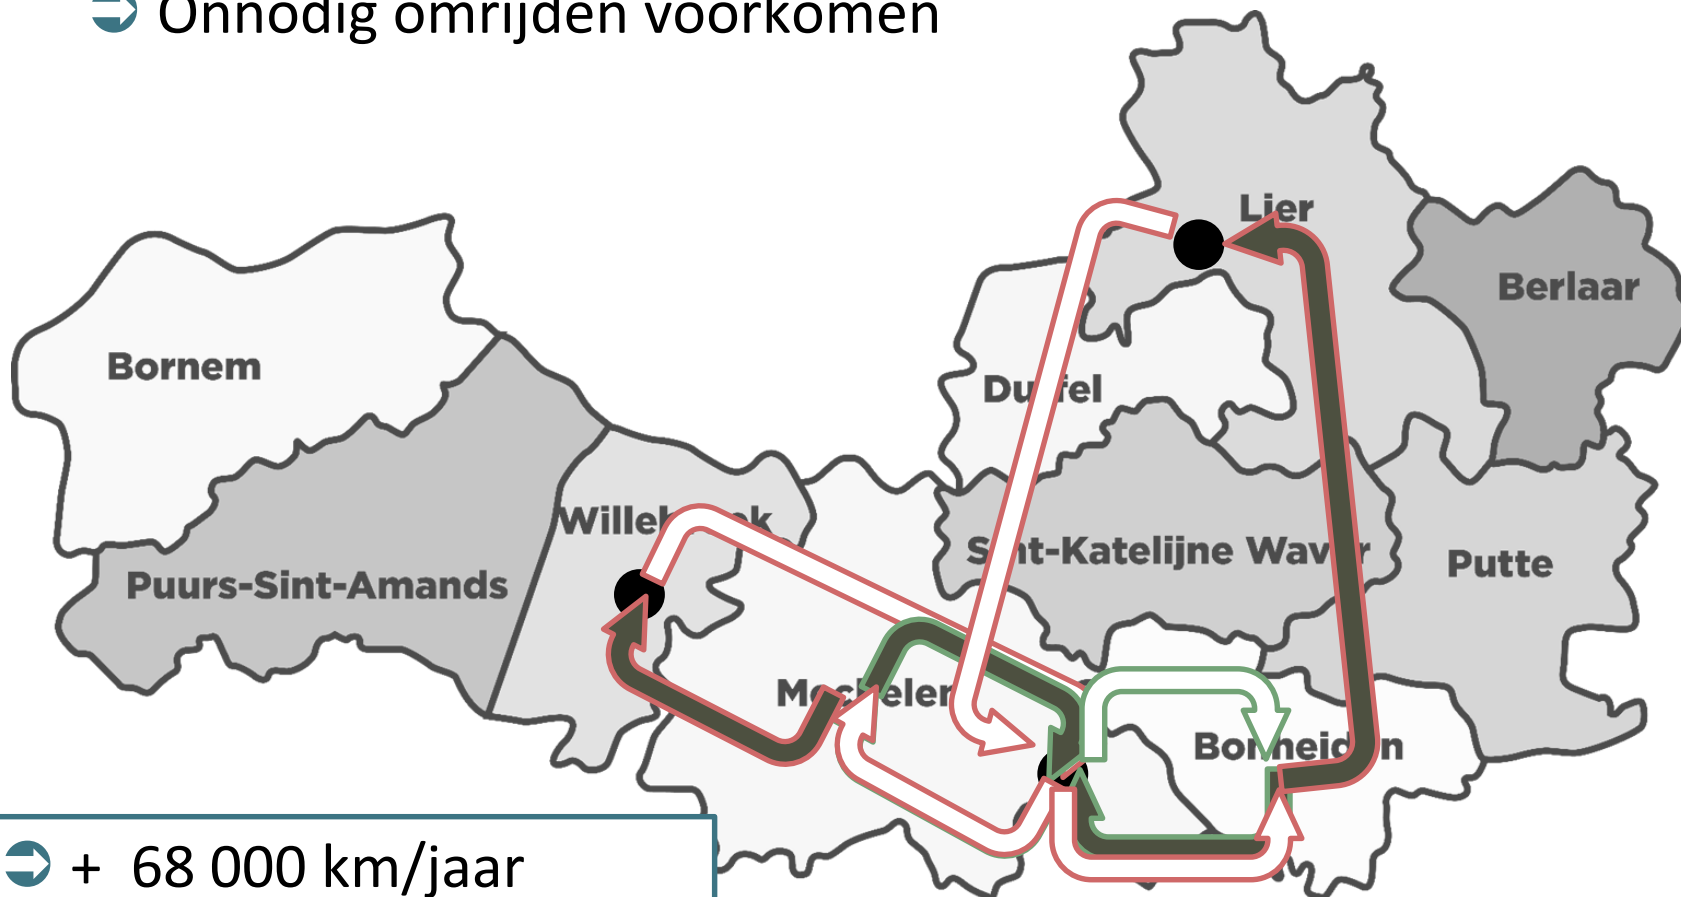 Onnodig omrijden voorkomen
Lier
Berlaar
Bornem
Duffel
Willebroek
Sint-Katelijne Waver
Putte
Puurs-Sint-Amands
Mechelen
Bonheiden
+ 68 000 km/jaar